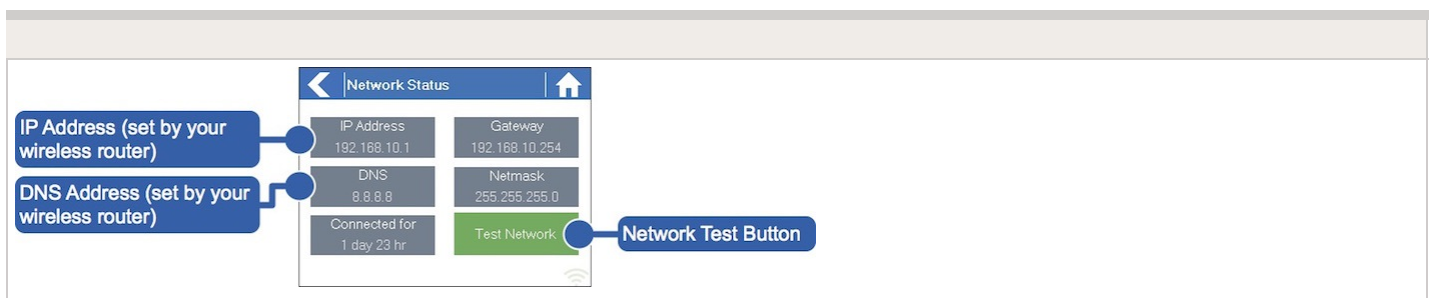 Network Status
IP Address (set by your
wireless router)
IP Address
192.168.10.1
Gateway
192.168.10.254
DNS Address (set by your
wireless router)
DNS
8.8.8.8
Netmask
255.255.255.0
Connected for
1 day 23 hr
Test Network
Network Test Button